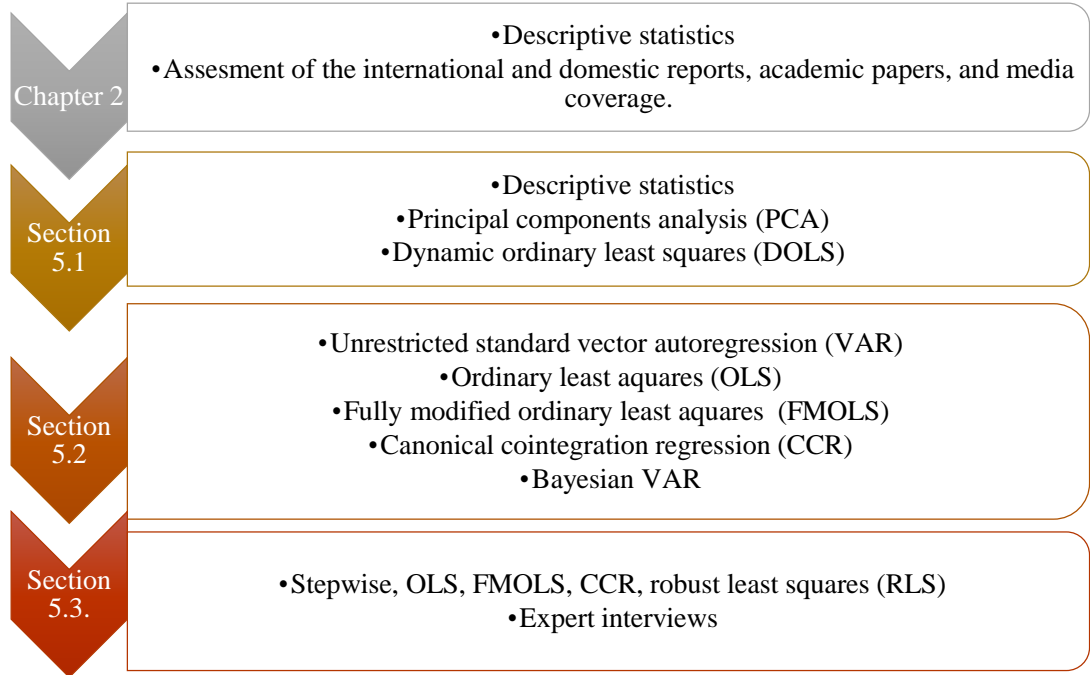 Chapter 2
•Descriptive statistics
•Assesment of the international and domestic reports, academic papers, and media
coverage.
Section
5.1
•Descriptive statistics
•Principal components analysis (PCA)
•Dynamic ordinary least squares (DOLS)
Section
5.2
•Unrestricted standard vector autoregression (VAR)
•Ordinary least aquares (OLS)
•Fully modified ordinary least aquares (FMOLS)
•Canonical cointegration regression (CCR)
•Bayesian VAR
Section
5.3.
•Stepwise, OLS, FMOLS, CCR, robust least squares (RLS)
•Expert interviews